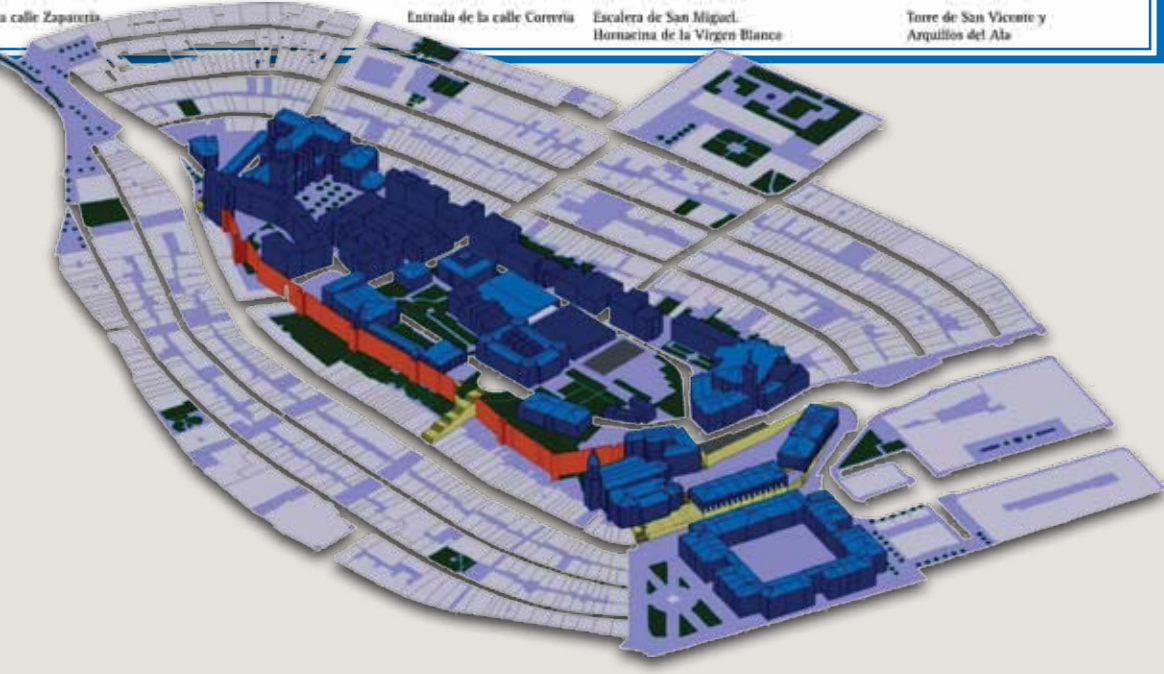 a calle Zapatería
Entrada de la calle Correría
Escalera de San Miguel.
Hornacina de la Virgen Blanca
Torre de San Vicente y
Arquillos del Ala